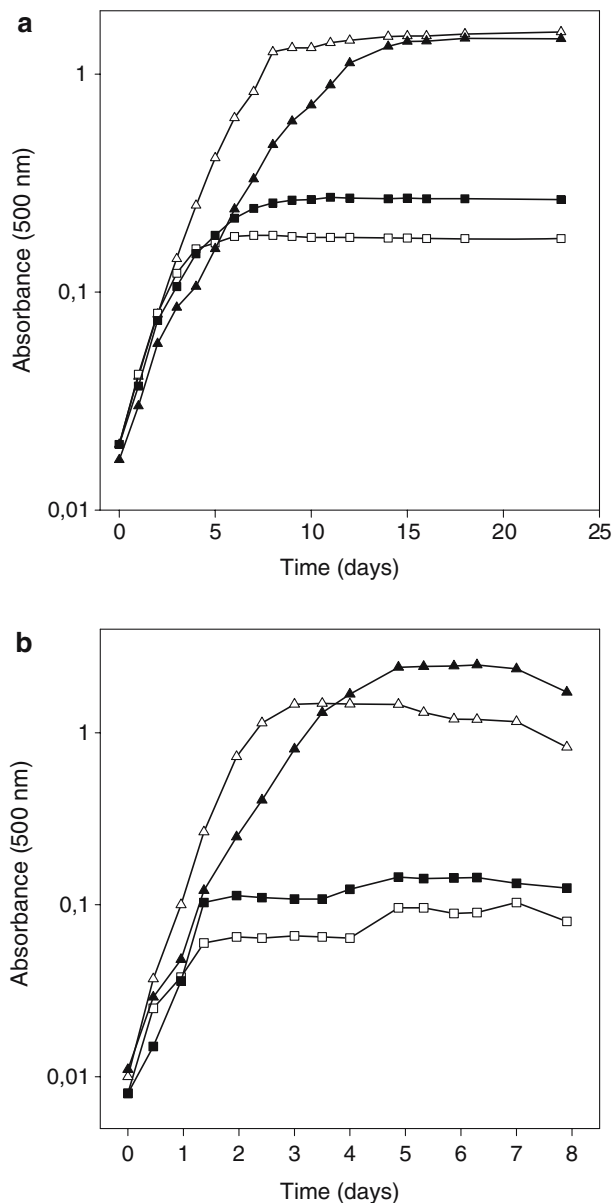 a
Absorbance (500 nm)
1
0,1
0,01
0 5 10 15 20 25
Time (days)
b
Absorbance (500 nm)
1
0,1
0,01
0 1 2 3 4 5 6 7 8
Time (days)